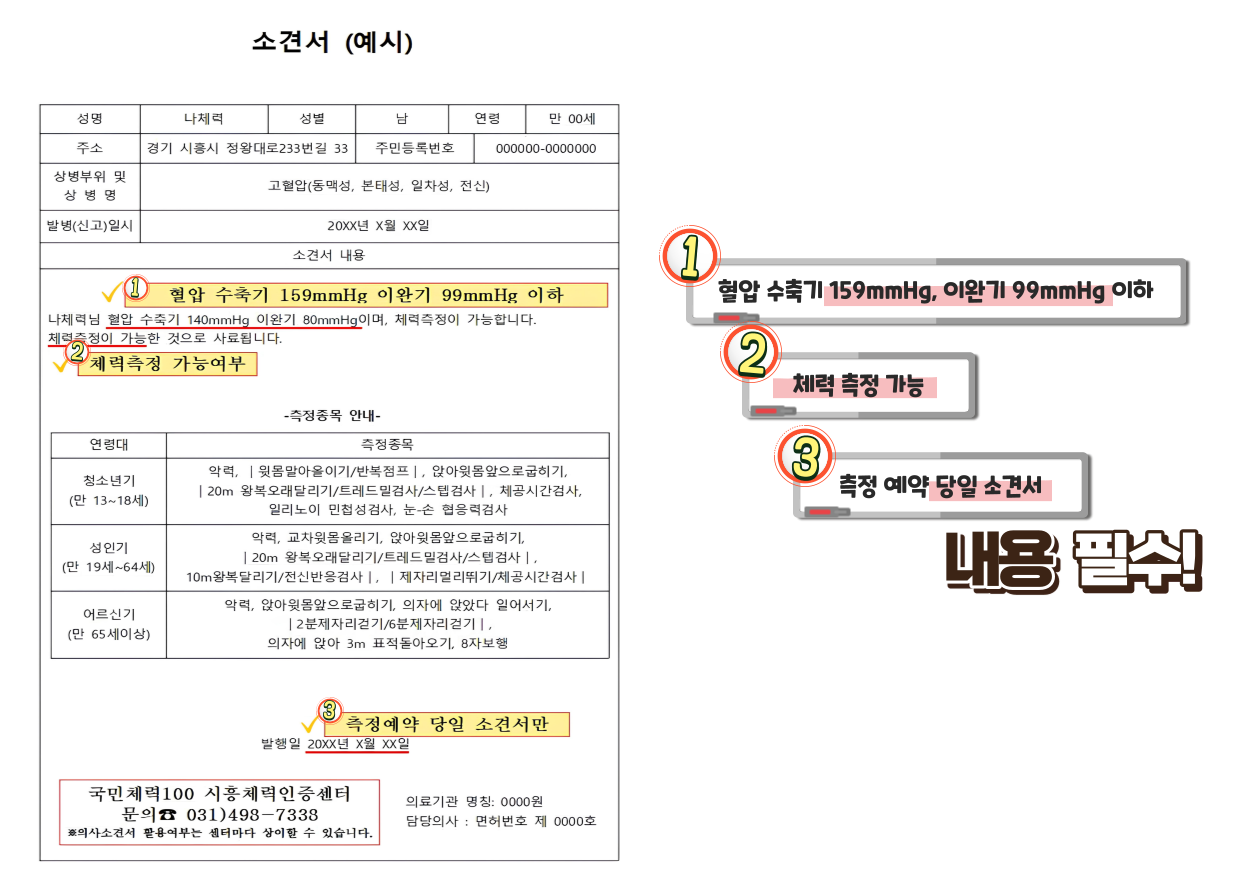 소견서 (예시)
성명 나체력 성별 남 연령 만 00세
주소 경기 시흥시 정왕대로233번길 33 주민등록번호 000000-0000000
상병부위 및
상 병 명
고혈압(동맥성, 본태성, 일차성, 전신)
발병(신고)일시 20XX년 X월 XX일
소견서 내용
1 혈압 수축기 159mmHg 이완기 99mmHg 이하
나체력님 혈압 수축기 140mmHg 이완기 80mmHg이며, 체력측정이 가능합니다.
체력측정이 가능한 것으로 사료됩니다.
2 체력측정 가능여부
-측정종목 안내-
연령대 측정종목
청소년기
(만 13~18세)
악력, | 윗몸말아올이기/반복점프 | , 앉아윗몸앞으로굽히기,
| 20m 왕복오래달리기/트레드밀검사/스텝검사 | , 체공시간검사,
일리노이 민첩성검사, 눈-손 협응력검사
성인기
(만 19세~64세)
악력, 교차윗몸올리기, 앉아윗몸앞으로굽히기,
| 20m 왕복오래달리기/트레드밀검사/스텝검사 | ,
10m왕복달리기/전신반응검사 | , | 제자리멀리뛰기/체공시간검사 |
어르신기
(만 65세이상)
악력, 앉아윗몸앞으로굽히기, 의자에 앉았다 일어서기,
| 2분제자리걷기/6분제자리걷기 | ,
의자에 앉아 3m 표적돌아오기, 8자보행
3 측정예약 당일 소견서만
발행일 20XX년 X월 XX일
국민체력100 시흥체력인증센터
문의☎ 031)498-7338
※의사소견서 활용여부는 센터마다 상이할 수 있습니다.
의료기관 명칭: 0000원
담당의사 : 면허번호 제 0000호
1 혈압 수축기 159mmHg, 이완기 99mmHg 이하
2 체력 측정 가능
3 측정 예약 당일 소견서
내용 필수!